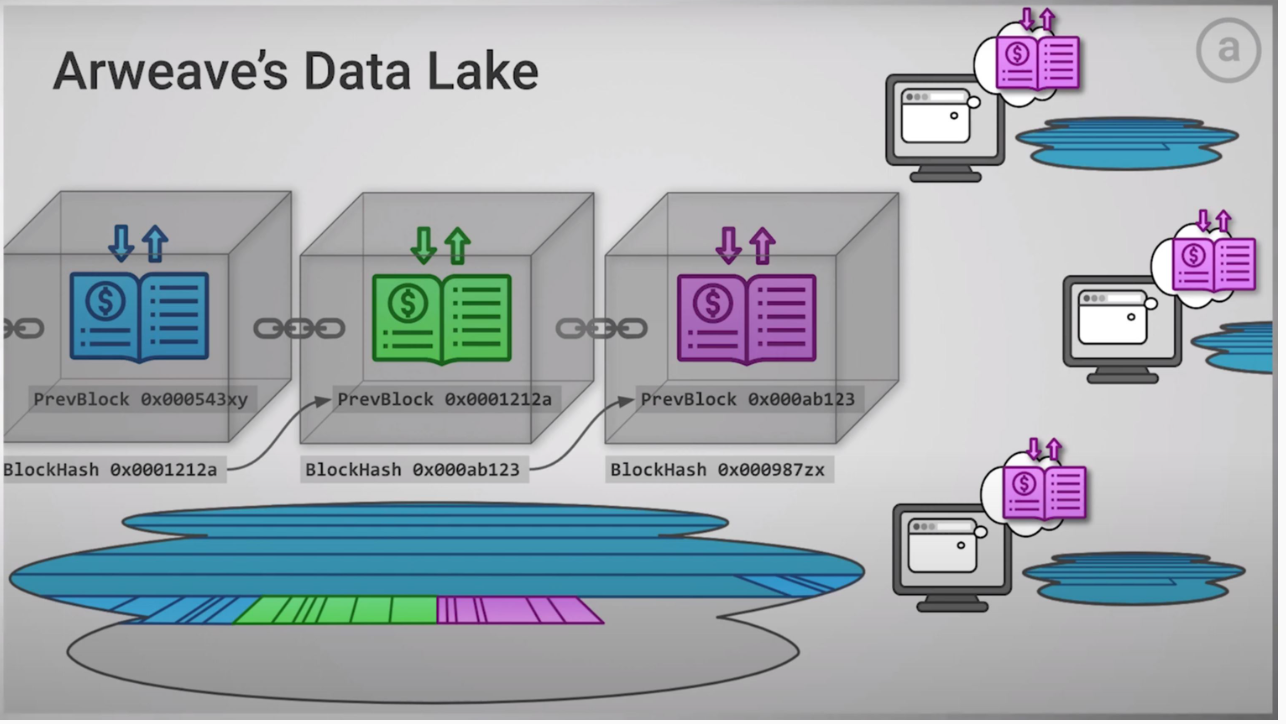 Arweave's Data Lake
a
PrevBlock 0x000543xy
PrevBlock 0x0001212a
PrevBlock 0x000ab123
BlockHash 0x0001212a
BlockHash 0x000ab123
BlockHash 0x000987zx
$
$
$
$
$
$